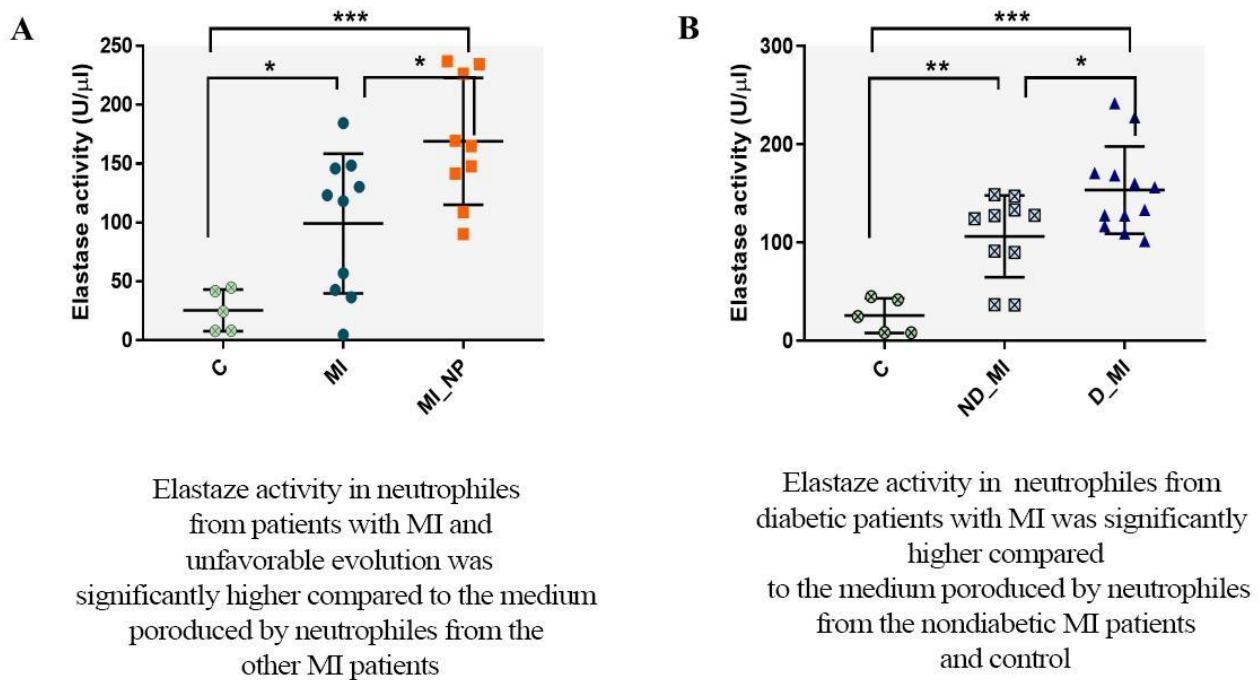 A
***
*
*
Elastase activity (U/µl)
250
200
150
100
50
0
C
MI
MI_NP
Elastaze activity in neutrophiles
from patients with MI and
unfavorable evolution was
significantly higher compared to the medium
poroduced by neutrophiles from the
other MI patients
B
***
**
*
Elastase activity (U/µl)
300
200
100
0
C
ND_MI
D_MI
Elastaze activity in neutrophiles from
diabetic patients with MI was significantly
higher compared
to the medium poroduced by neutrophiles
from the nondiabetic MI patients
and control